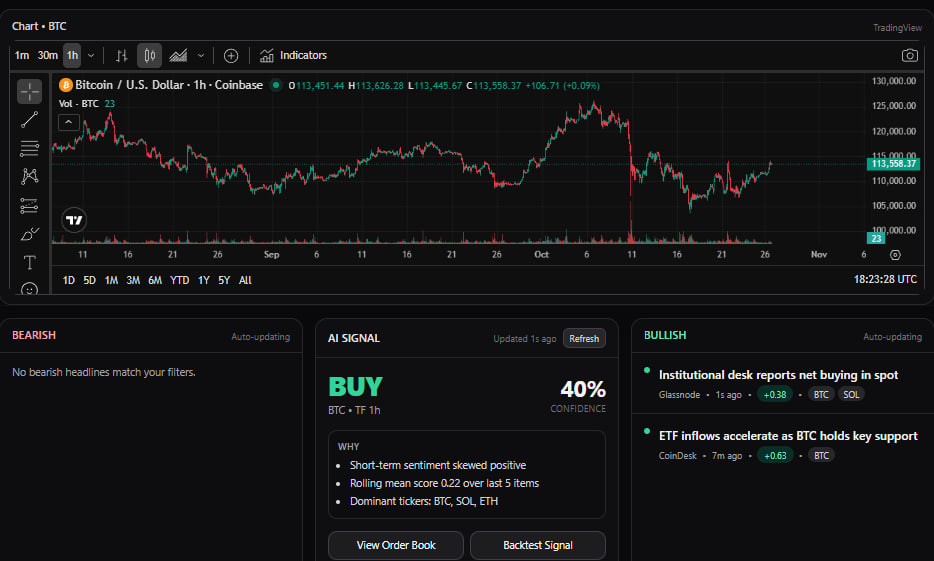 Chart • BTC
TradingView
1m 30m 1h Indicators
Bitcoin / U.S. Dollar · 1h · Coinbase O113,451.44 H113,626.28 L113,445.67 C113,558.37 +106.71 (+0.09%)
Vol · BTC 23
130,000.00
125,000.00
120,000.00
115,000.00
113,558.37
110,000.00
105,000.00
100,000.00
23
11 16 21 26 Sep 6 11 16 21 26 Oct 6 11 16 21 26 Nov 6
1D 5D 1M 3M 6M YTD 1Y 5Y All
18:23:28 UTC
BEARISH
Auto-updating
No bearish headlines match your filters.
AI SIGNAL
Updated 1s ago
Refresh
BUY
BTC • TF 1h
40%
CONFIDENCE
WHY
• Short-term sentiment skewed positive
• Rolling mean score 0.22 over last 5 items
• Dominant tickers: BTC, SOL, ETH
View Order Book
Backtest Signal
BULLISH
Auto-updating
Institutional desk reports net buying in spot
Glassnode • 1s ago • +0.38 • BTC SOL
ETF inflows accelerate as BTC holds key support
CoinDesk • 7m ago • +0.63 • BTC